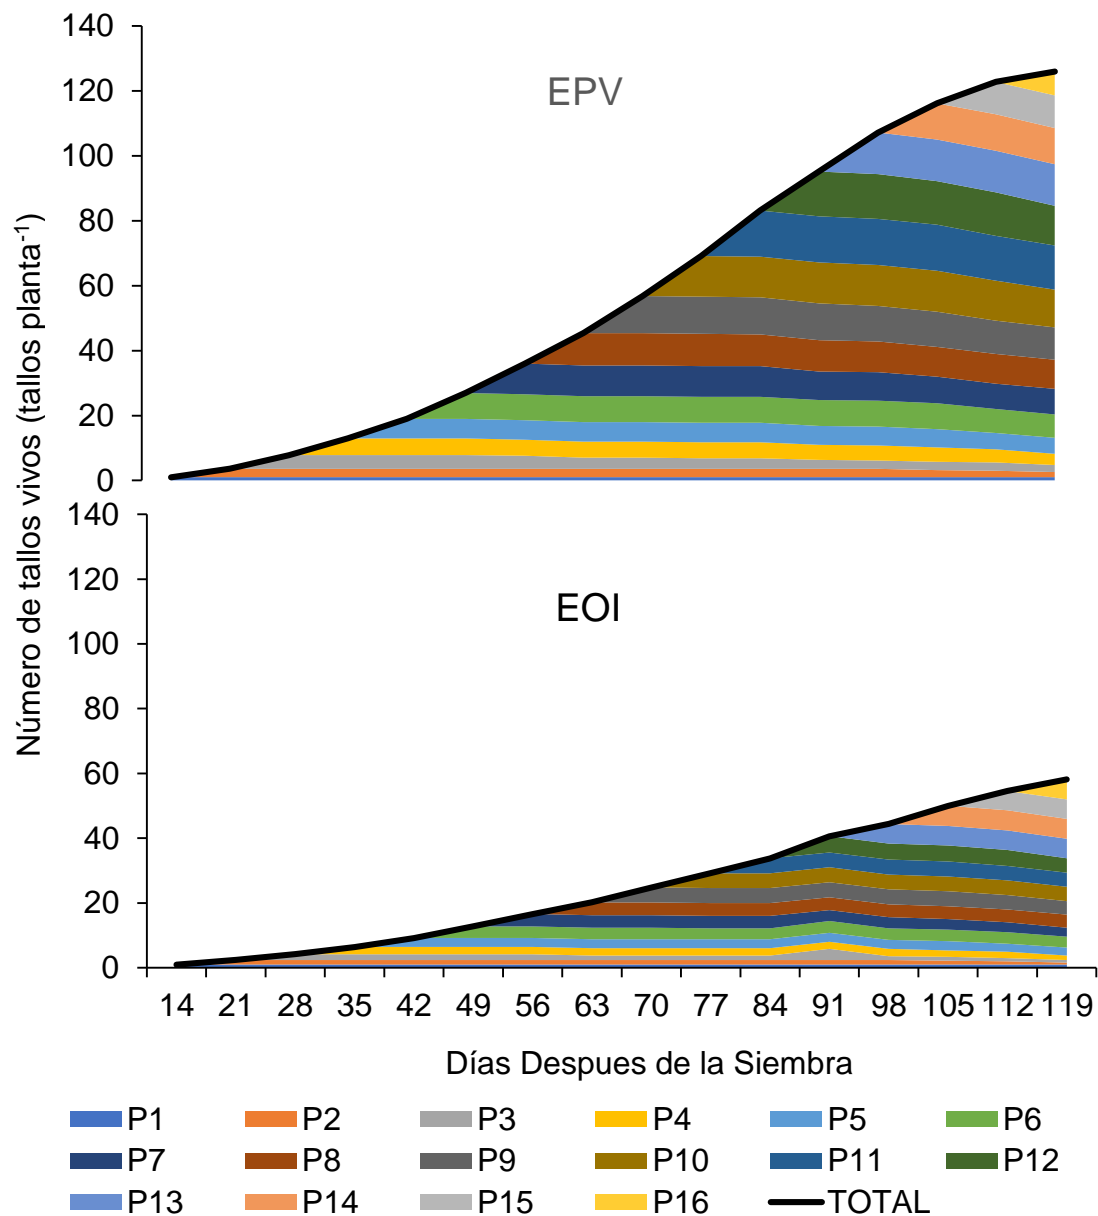 Número de tallos vivos (tallos planta-1)
140
120
100
80
60
40
20
0
EPV
140
120
100
80
60
40
20
0
EOI
14 21 28 35 42 49 56 63 70 77 84 91 98 105 112 119
Días Despues de la Siembra
P1 P2 P3 P4 P5 P6
P7 P8 P9 P10 P11 P12
P13 P14 P15 P16 TOTAL